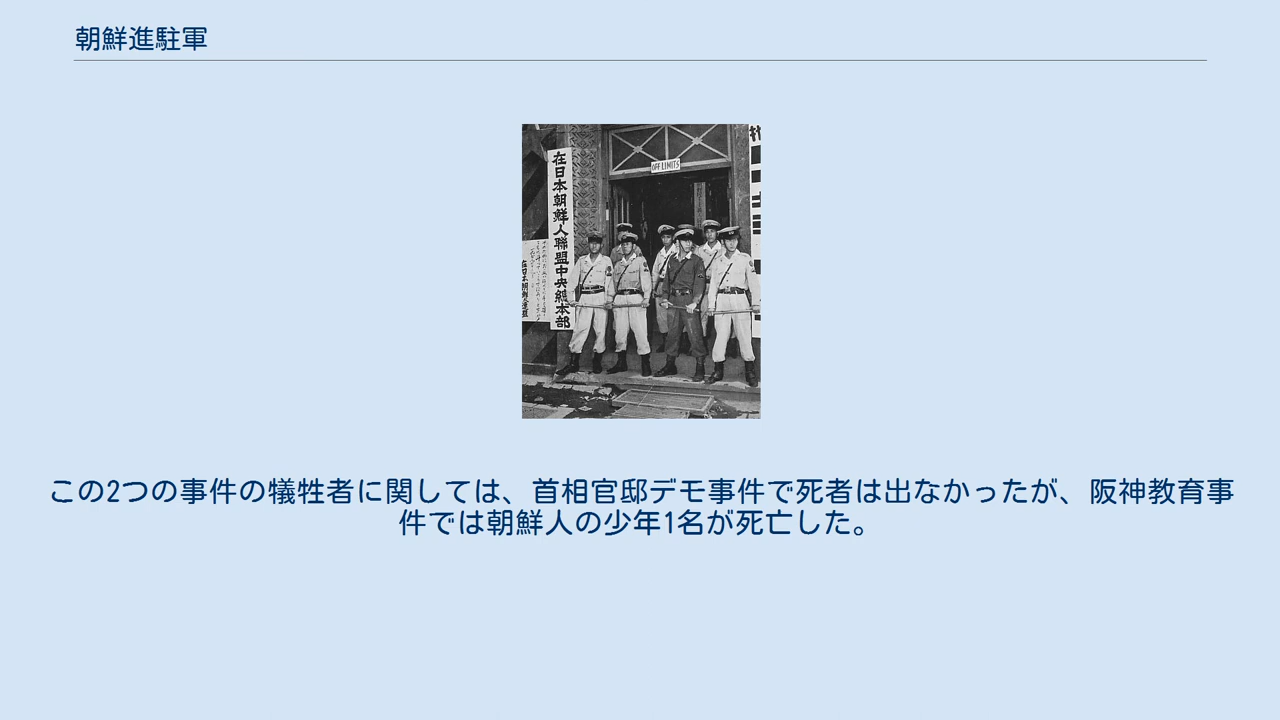 朝鮮進駐軍
OFF LIMITS
在日本朝鮮人聯盟中央総本部
この2つの事件の犠牲者に関しては、首相官邸デモ事件で死者は出なかったが、阪神教育事
件では朝鮮人の少年1名が死亡した。